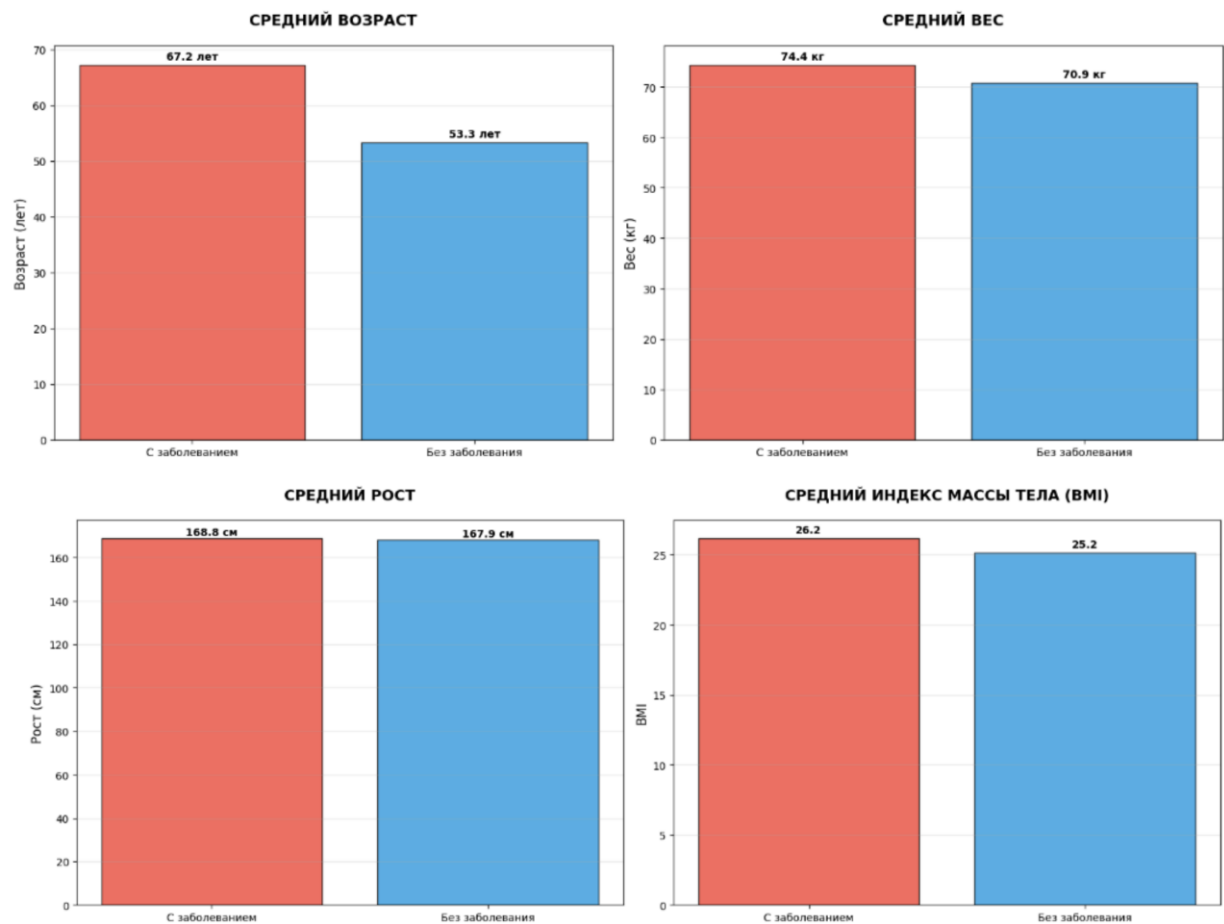 СРЕДНИЙ ВОЗРАСТ
70
60
50
40
30
20
10
0
Возраст (лет)
67.2 лет
53.3 лет
С заболеванием
Без заболевания
СРЕДНИЙ ВЕС
70
60
50
40
30
20
10
0
Вес (кг)
74.4 кг
70.9 кг
С заболеванием
Без заболевания
СРЕДНИЙ РОСТ
160
140
120
100
80
60
40
20
0
Рост (см)
168.8 см
167.9 см
С заболеванием
Без заболевания
СРЕДНИЙ ИНДЕКС МАССЫ ТЕЛА (BMI)
25
20
15
10
5
0
BMI
26.2
25.2
С заболеванием
Без заболевания